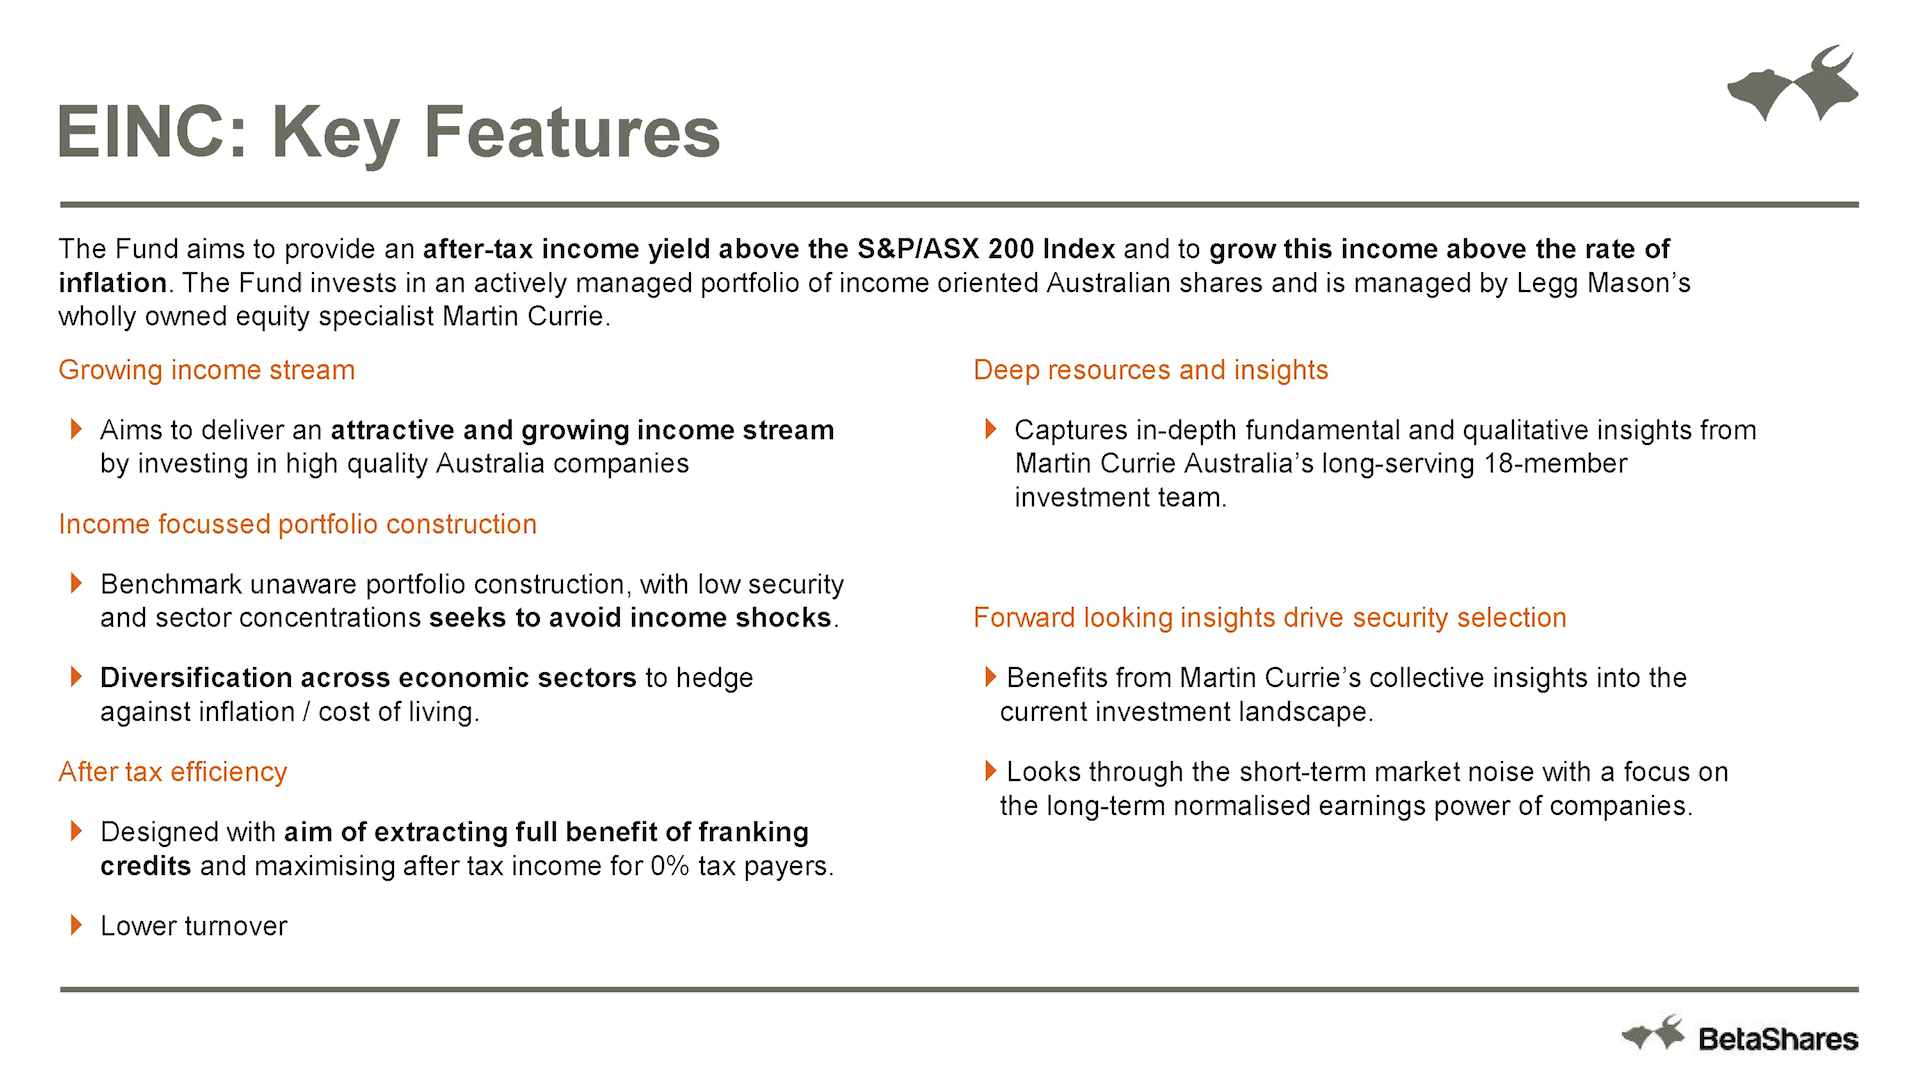 EINC: Key Features
The Fund aims to provide an after-tax income yield above the S&P/ASX 200 Index and to grow this income above the rate of
inflation. The Fund invests in an actively managed portfolio of income oriented Australian shares and is managed by Legg Mason's
wholly owned equity specialist Martin Currie.
Growing income stream
Aims to deliver an attractive and growing income stream
by investing in high quality Australia companies
Income focussed portfolio construction
Benchmark unaware portfolio construction, with low security
and sector concentrations seeks to avoid income shocks.
Diversification across economic sectors to hedge
against inflation / cost of living.
After tax efficiency
Designed with aim of extracting full benefit of franking
credits and maximising after tax income for 0% tax payers.
Lower turnover
Deep resources and insights
Captures in-depth fundamental and qualitative insights from
Martin Currie Australia's long-serving 18-member
investment team.
Forward looking insights drive security selection
Benefits from Martin Currie's collective insights into the
current investment landscape.
Looks through the short-term market noise with a focus on
the long-term normalised earnings power of companies.
BetaShares